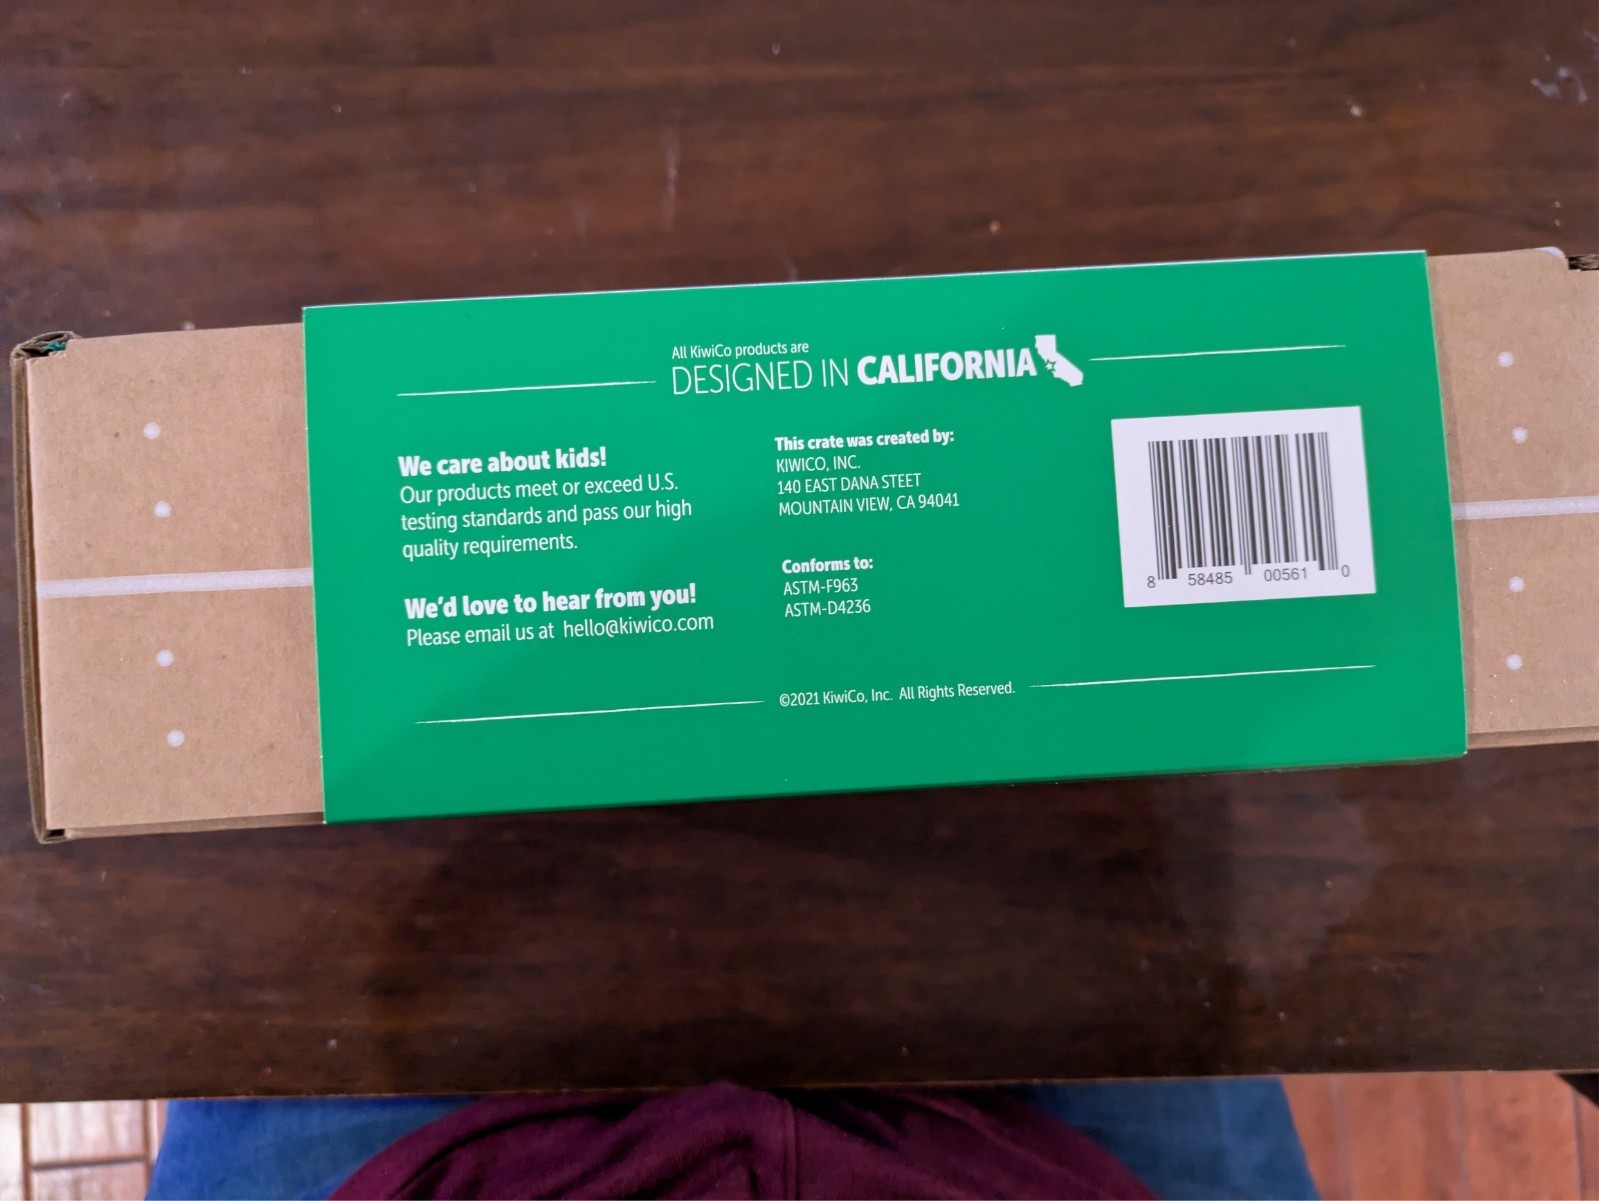 All KiwiCo products are
DESIGNED IN CALIFORNIA
We care about kids!
Our products meet or exceed U.S.
testing standards and pass our high
quality requirements.
We'd love to hear from you!
Please email us at hello@kiwico.com
This crate was created by:
KIWICO, INC.
140 EAST DANA STEET
MOUNTAIN VIEW, CA 94041
Conforms to:
ASTM-F963
ASTM-D4236
8 58485 00561 0
©2021 KiwiCo, Inc. All Rights Reserved.